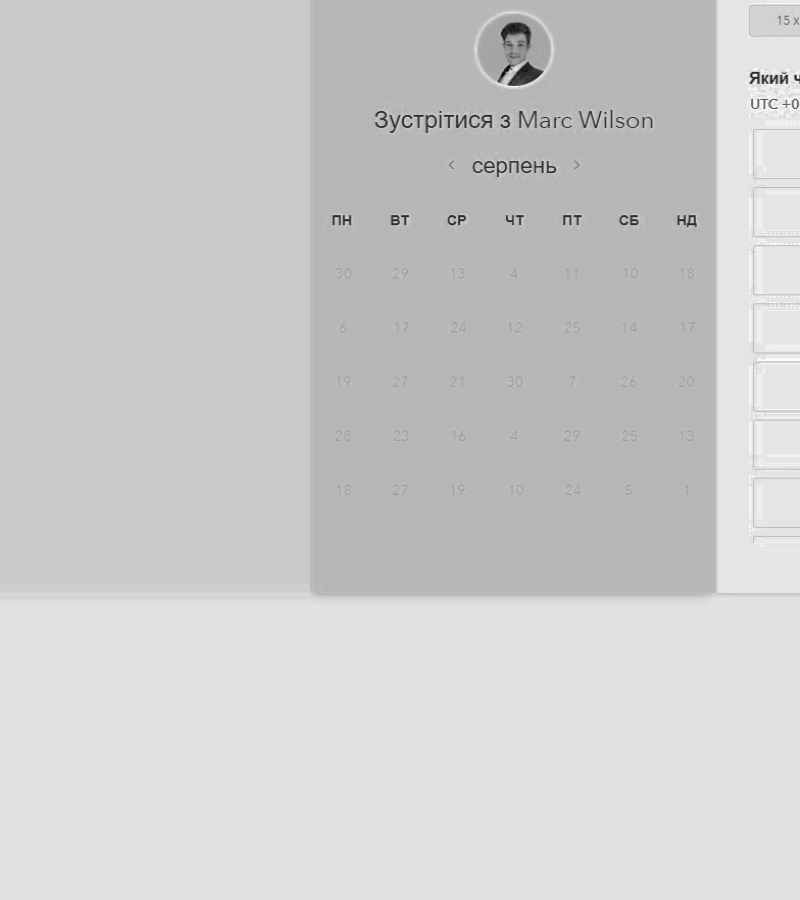 Зустрітися з Marc Wilson
серпень
ПН ВТ СР ЧТ ПТ СБ НД
30 29 13 4 11 10 18
6 17 24 12 25 14 17
19 27 21 30 7 26 20
28 23 16 4 29 25 13
18 27 19 10 24 5 1
15 х
Який ч
UTC +0